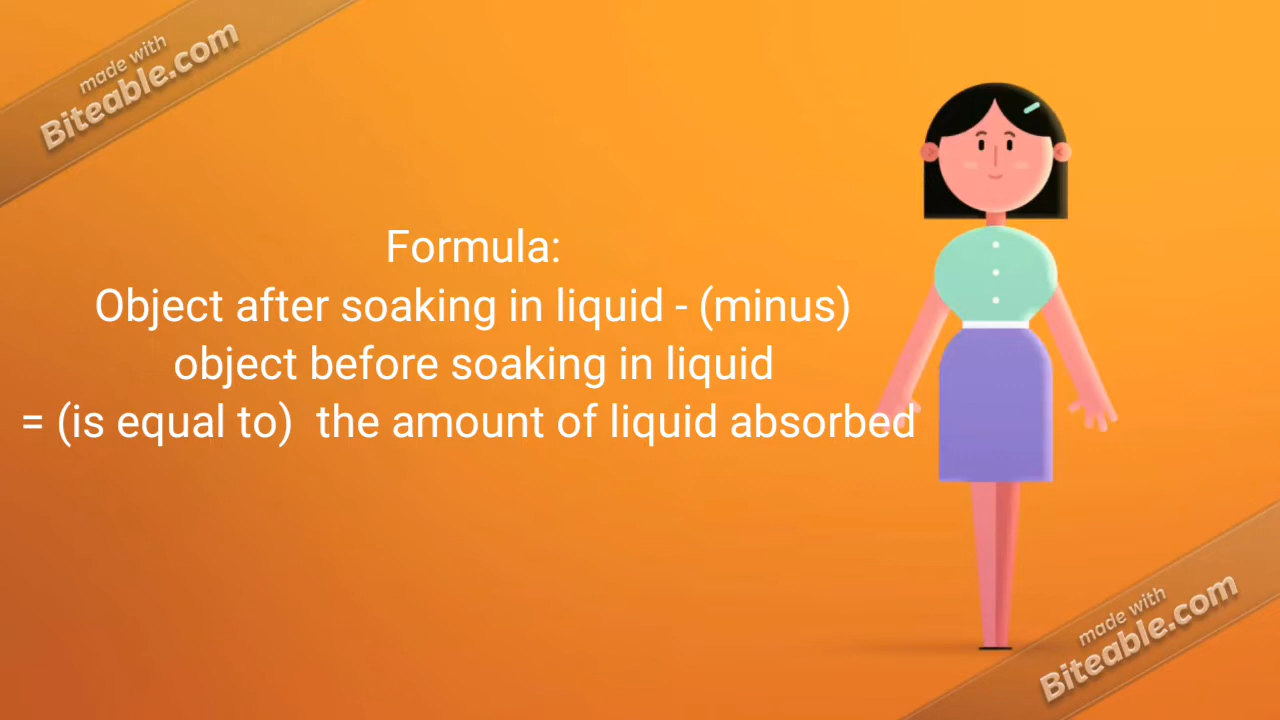 made with
Biteable.com
Formula:
Object after soaking in liquid - (minus)
object before soaking in liquid
= (is equal to)  the amount of liquid absorbed
made with
Biteable.com